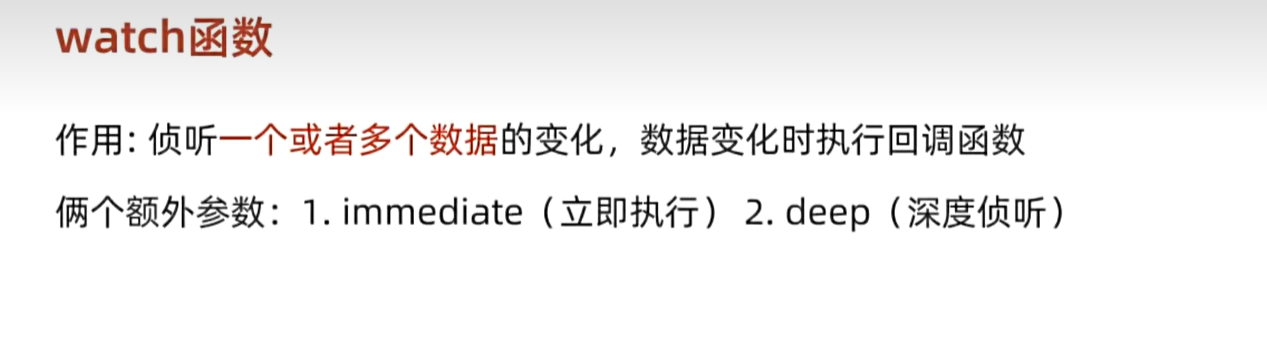 watch函数
作用: 侦听一个或者多个数据的变化，数据变化时执行回调函数
俩个额外参数：1. immediate（立即执行） 2. deep（深度侦听）